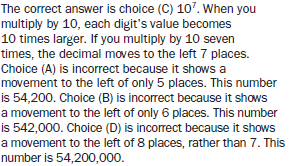 The correct answer is choice (C) 10⁷. When you
multiply by 10, each digit's value becomes
10 times larger. If you multiply by 10 seven
times, the decimal moves to the left 7 places.
Choice (A) is incorrect because it shows a
movement to the left of only 5 places. This number
is 54,200. Choice (B) is incorrect because it shows
a movement to the left of only 6 places. This number
is 542,000. Choice (D) is incorrect because it shows
a movement to the left of 8 places, rather than 7. This
number is 54,200,000.